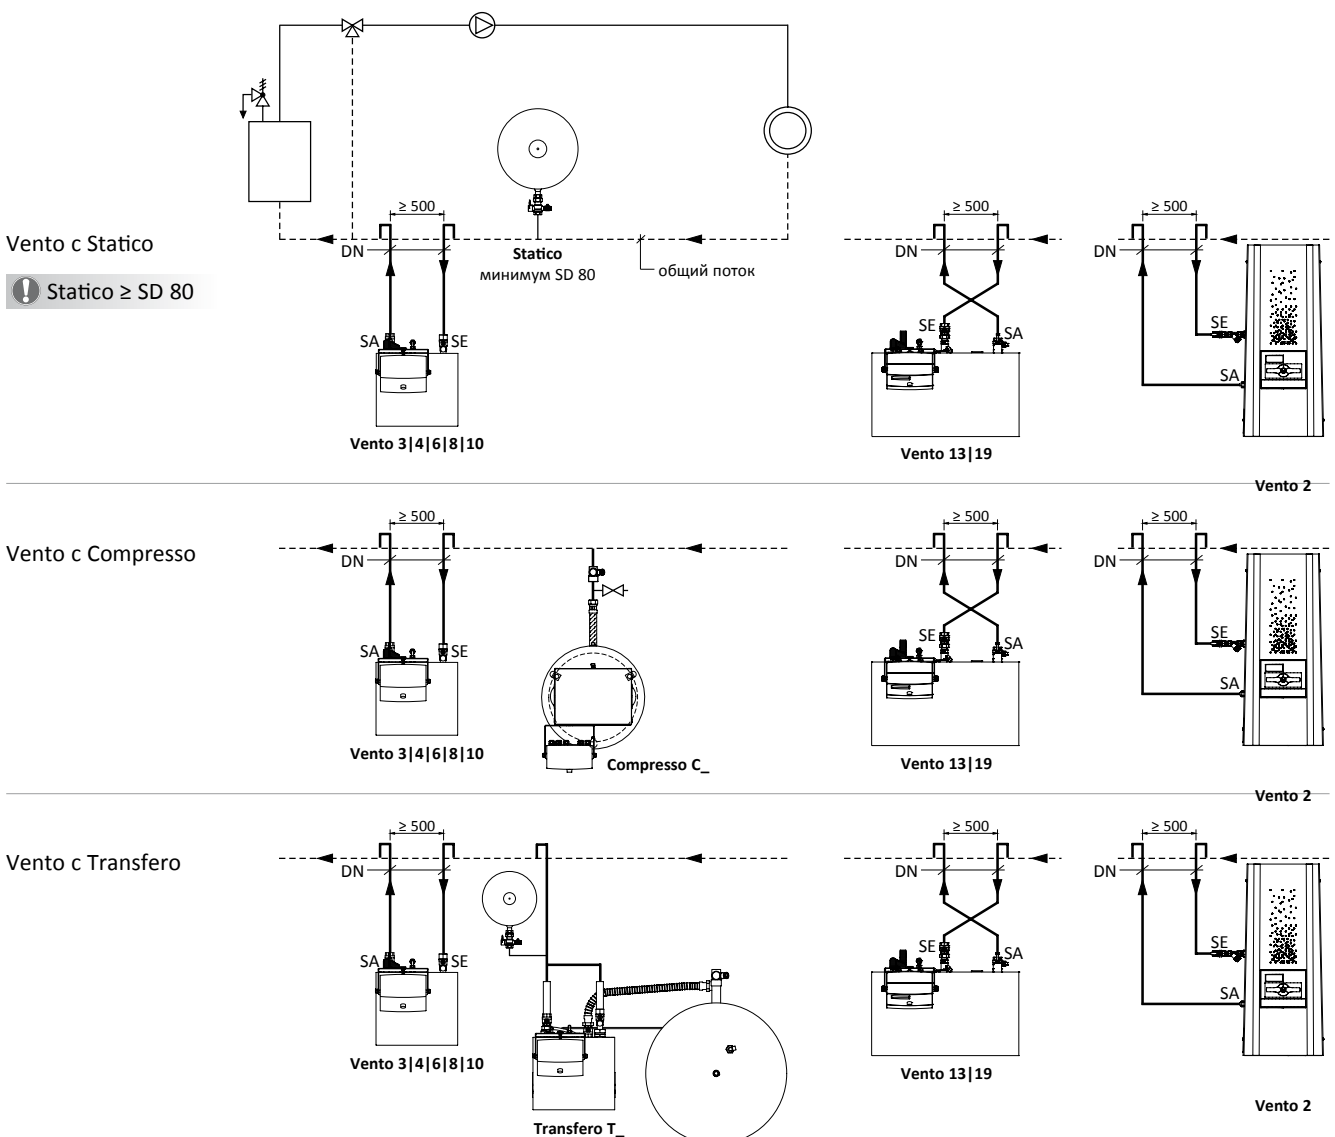 ≥ 500
≥ 500
≥ 500
Vento с Statico
DN
Statico
минимум SD 80
общий поток
DN
DN
Statico ≥ SD 80
SA
SE
SE
SA
SE
SA
Vento 3|4|6|8|10
Vento 13|19
Vento 2
≥ 500
≥ 500
≥ 500
Vento с Compresso
DN
DN
DN
SA
SE
SE
SA
SE
SA
Vento 3|4|6|8|10
Compresso C_
Vento 13|19
Vento 2
≥ 500
≥ 500
≥ 500
Vento с Transfero
DN
DN
DN
SA
SE
SE
SA
SE
SA
Vento 3|4|6|8|10
Vento 13|19
Vento 2
Transfero T_